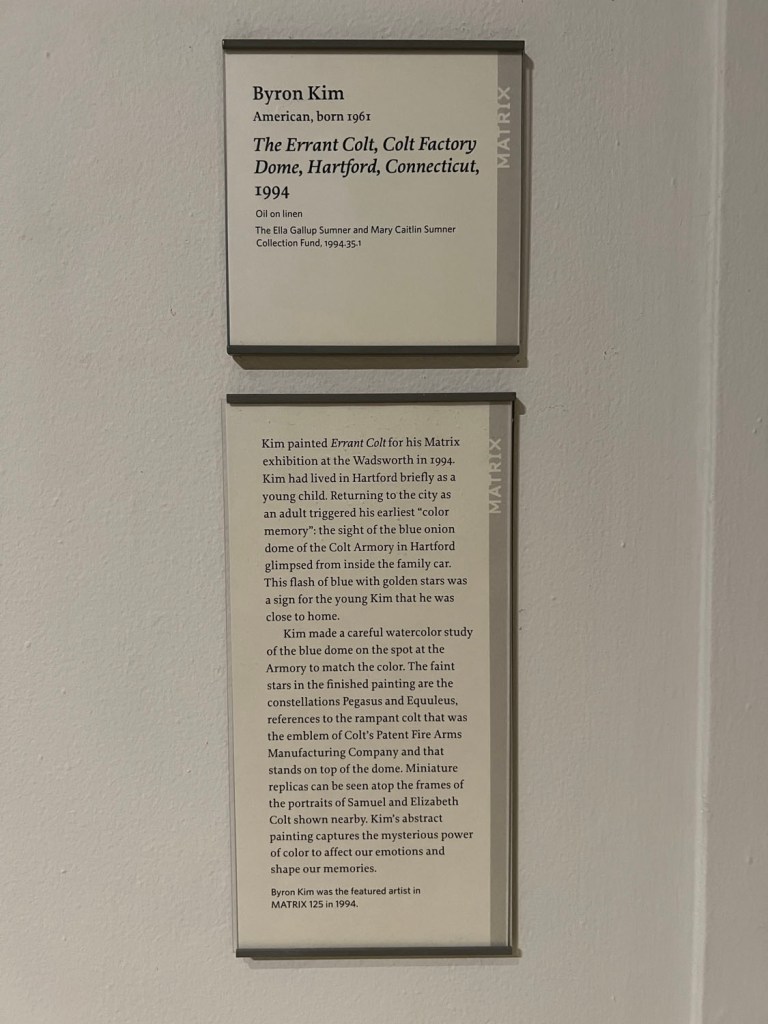 Byron Kim
American, born 1961
The Errant Colt, Colt Factory
Dome, Hartford, Connecticut,
1994
Oil on linen
The Ella Gallup Sumner and Mary Caitlin Sumner
Collection Fund, 1994.35.1
MATRIX
Kim painted Errant Colt for his Matrix
exhibition at the Wadsworth in 1994.
Kim had lived in Hartford briefly as a
young child. Returning to the city as
an adult triggered his earliest “color
memory”: the sight of the blue onion
dome of the Colt Armory in Hartford
glimpsed from inside the family car.
This flash of blue with golden stars was
a sign for the young Kim that he was
close to home.
Kim made a careful watercolor study
of the blue dome on the spot at the
Armory to match the color. The faint
stars in the finished painting are the
constellations Pegasus and Equuleus,
references to the rampant colt that was
the emblem of Colt’s Patent Fire Arms
Manufacturing Company and that
stands on top of the dome. Miniature
replicas can be seen atop the frames of
the portraits of Samuel and Elizabeth
Colt shown nearby. Kim’s abstract
painting captures the mysterious power
of color to affect our emotions and
shape our memories.
Byron Kim was the featured artist in
MATRIX 125 in 1994.
MATRIX